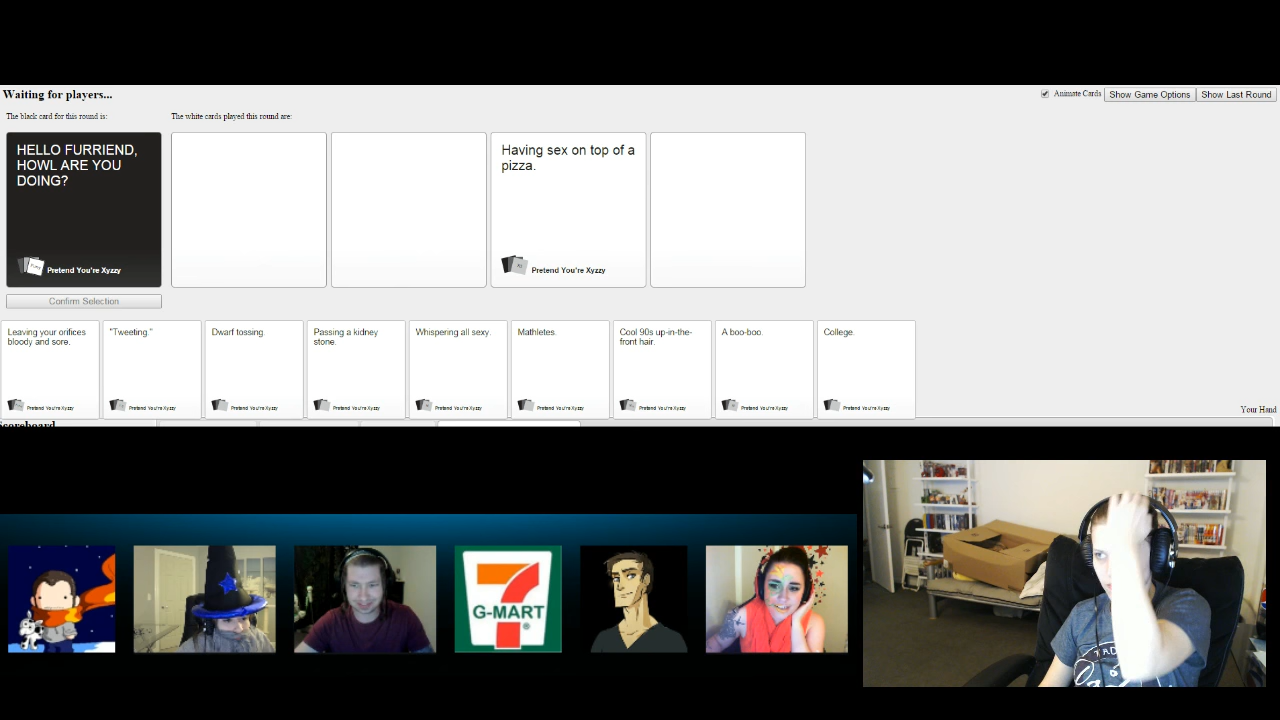 Waiting for players...
Animate Cards
Show Game Options
Show Last Round
The black card for this round is:
The white cards played this round are:
HELLO FURRIEND,
HOWL ARE YOU
DOING?
Pretend You're Xyzzy
Having sex on top of a
pizza.
Pretend You're Xyzzy
Confirm Selection
Leaving your orifices
bloody and sore.
Pretend You're Xyzzy
"Tweeting."
Pretend You're Xyzzy
Dwarf tossing.
Pretend You're Xyzzy
Passing a kidney
stone.
Pretend You're Xyzzy
Whispering all sexy.
Pretend You're Xyzzy
Mathletes.
Pretend You're Xyzzy
Cool 90s up-in-the-
front hair.
Pretend You're Xyzzy
A boo-boo.
Pretend You're Xyzzy
College.
Pretend You're Xyzzy
Your Hand
Scoreboard
7
G-MART